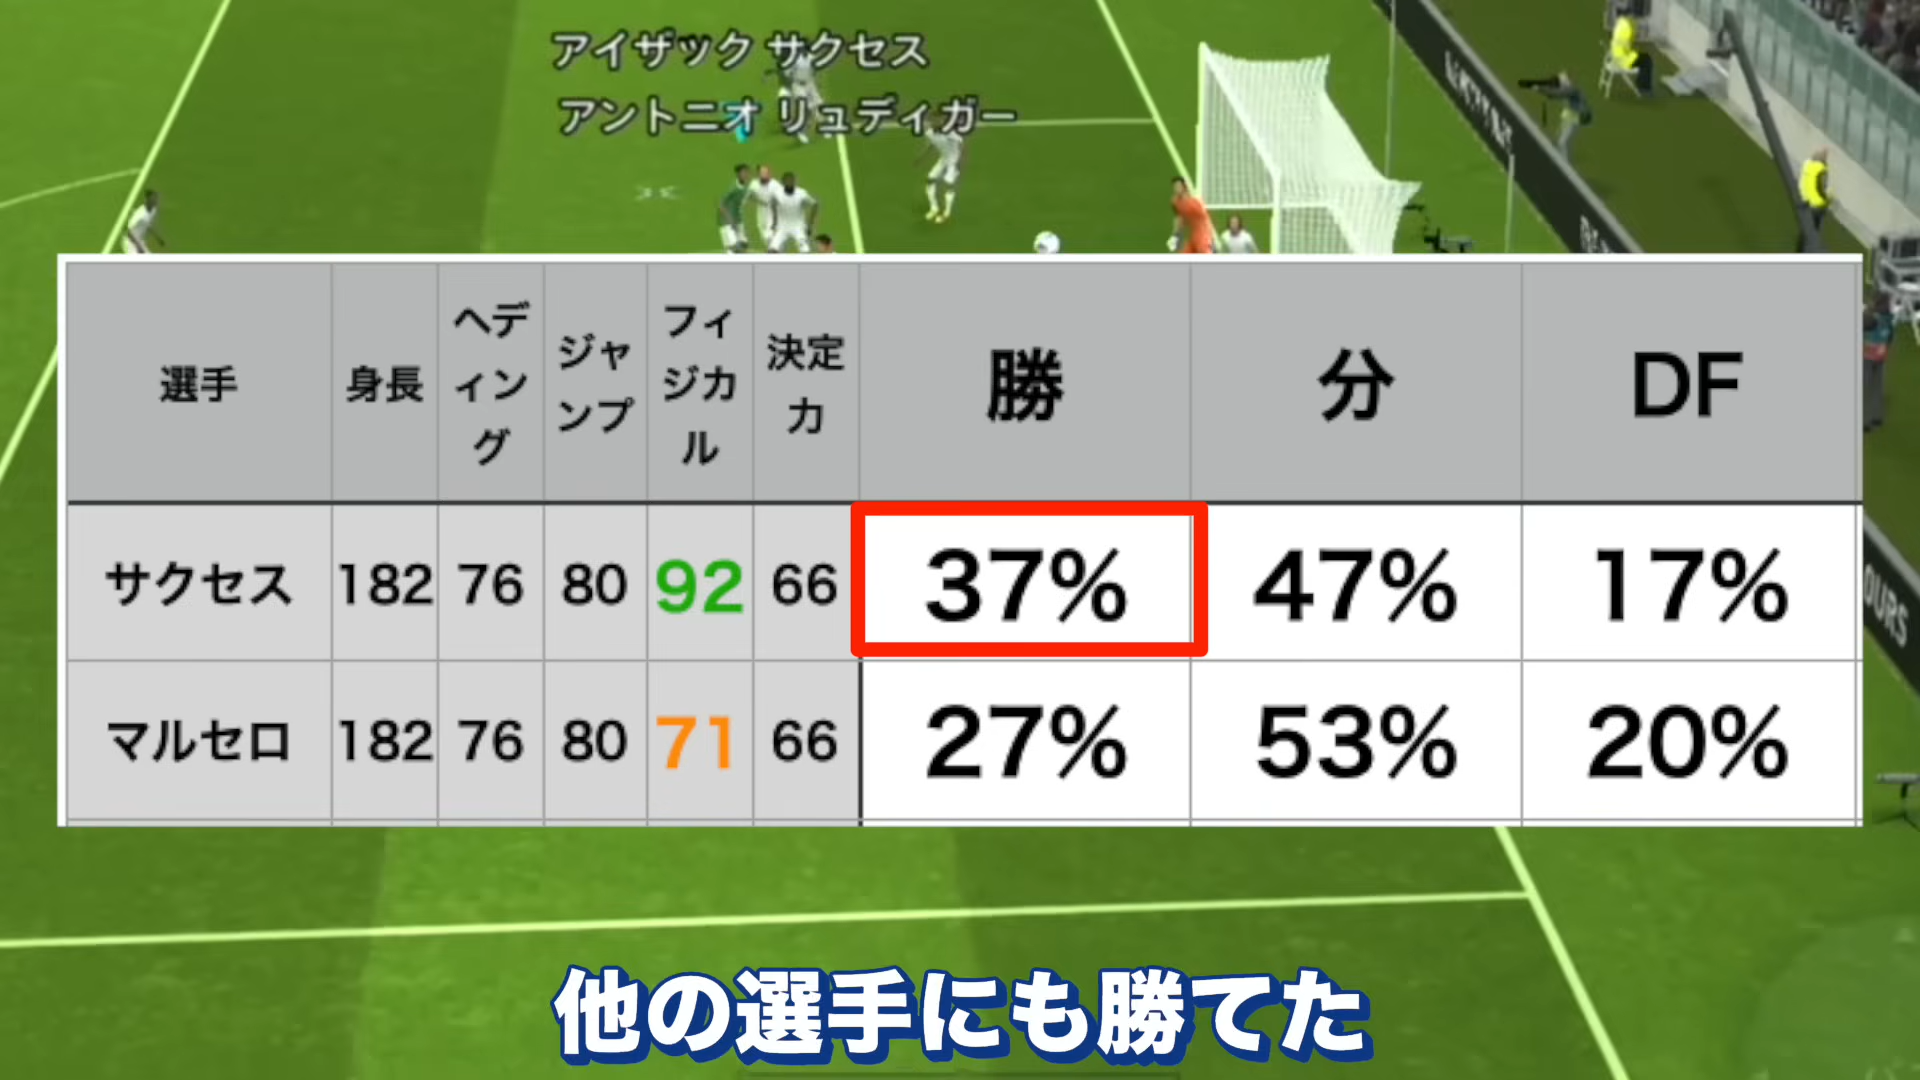 アイザック サクセス
アントニオ リュディガー
選手 身長 ヘディング ジャンプ フィジカル 決定力 勝 分 DF
サクセス 182 76 80 92 66 37% 47% 17%
マルセロ 182 76 80 71 66 27% 53% 20%
他の選手にも勝てた